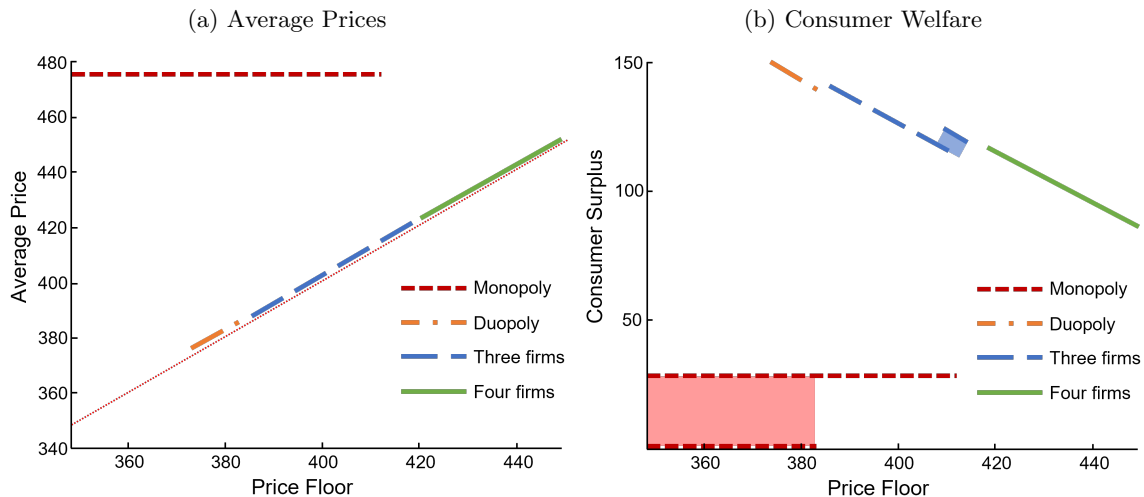 (a) Average Prices
480
460
440
420
400
380
360
340
Average Price
360
380
400
420
440
Price Floor
Monopoly
Duopoly
Three firms
Four firms
(b) Consumer Welfare
150
100
50
Consumer Surplus
360
380
400
420
440
Price Floor
Monopoly
Duopoly
Three firms
Four firms